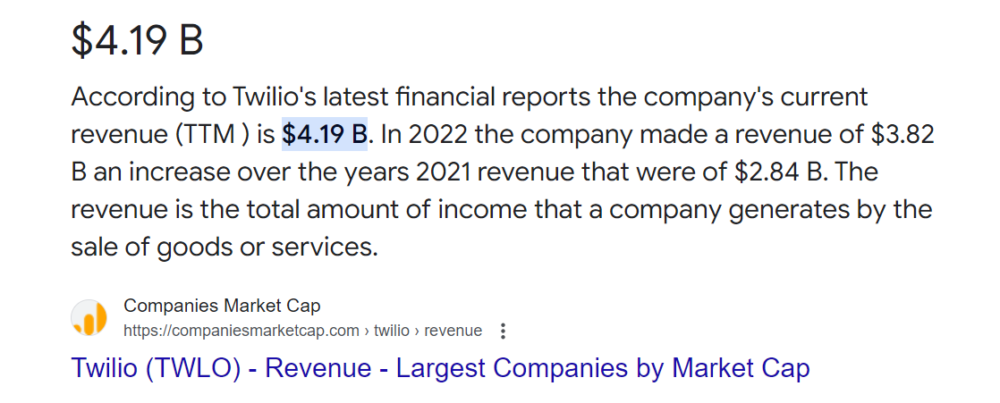 $4.19 B
According to Twilio's latest financial reports the company's current
revenue (TTM ) is $4.19 B. In 2022 the company made a revenue of $3.82
B an increase over the years 2021 revenue that were of $2.84 B. The
revenue is the total amount of income that a company generates by the
sale of goods or services.
Companies Market Cap
https://companiesmarketcap.com › twilio › revenue
Twilio (TWLO) - Revenue - Largest Companies by Market Cap